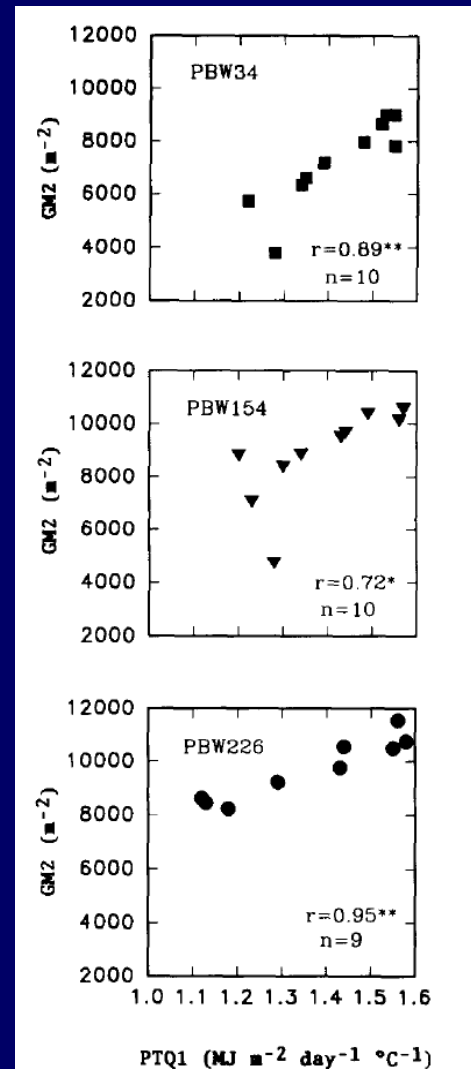 12000
PBW34
10000
8000
6000
4000
2000
GM2 (m⁻²)
r=0.89**
n=10
12000
PBW154
10000
8000
6000
4000
2000
GM2 (m⁻²)
r=0.72*
n=10
12000
PBW226
10000
8000
6000
4000
2000
GM2 (m⁻²)
r=0.95**
n=9
1.0 1.1 1.2 1.3 1.4 1.5 1.6
PTQ1 (MJ m⁻² day⁻¹ °C⁻¹)